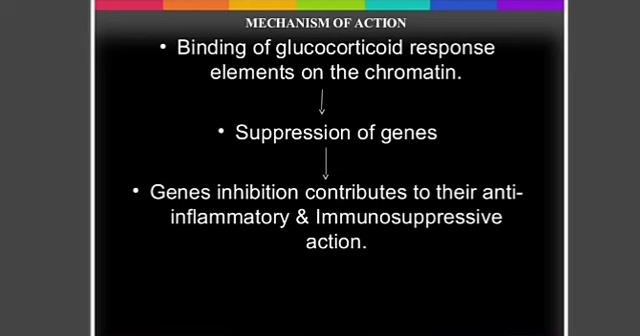 MECHANISM OF ACTION
• Binding of glucocorticoid response
elements on the chromatin.
• Suppression of genes
• Genes inhibition contributes to their anti-
inflammatory & Immunosuppressive
action.